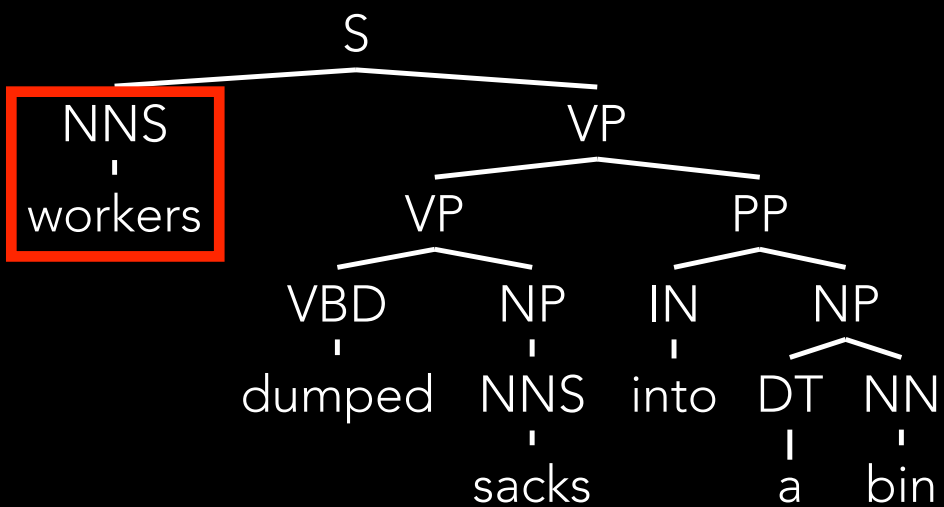 S
NNS VP
workers VP PP
VBD NP IN NP
dumped NNS into DT NN
sacks a bin